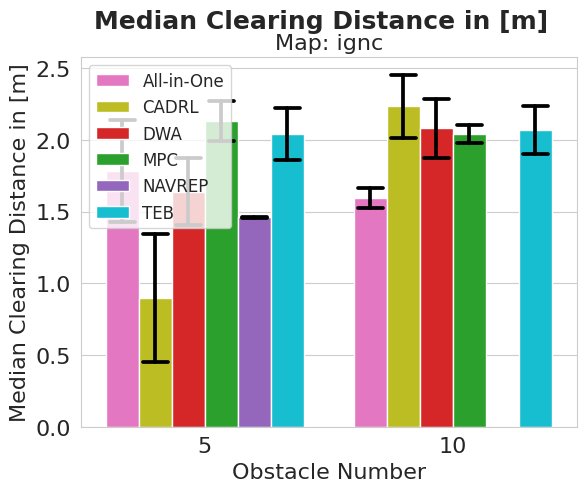 Median Clearing Distance in [m]
Map: ignc
Median Clearing Distance in [m]
2.5
2.0
1.5
1.0
0.5
0.0
All-in-One
CADRL
DWA
MPC
NAVREP
TEB
5
10
Obstacle Number